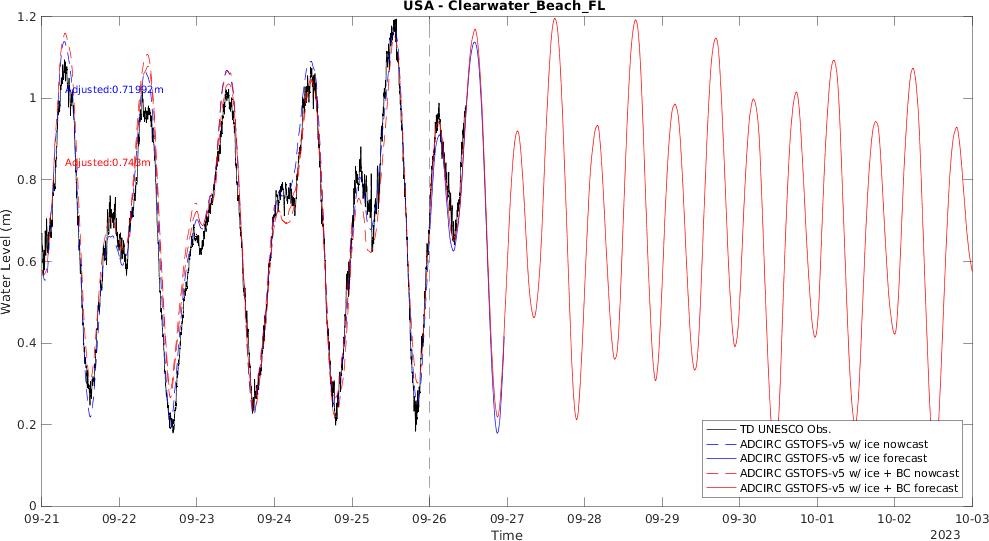 USA - Clearwater_Beach_FL
1.2
1
0.8
0.6
0.4
0.2
0
Water Level (m)
Adjusted:0.71992m
Adjusted:0.743m
TD UNESCO Obs.
ADCIRC GSTOFS-v5 w/ ice nowcast
ADCIRC GSTOFS-v5 w/ ice forecast
ADCIRC GSTOFS-v5 w/ ice + BC nowcast
ADCIRC GSTOFS-v5 w/ ice + BC forecast
09-21 09-22 09-23 09-24 09-25 09-26 09-27 09-28 09-29 09-30 10-01 10-02 10-03
Time
2023